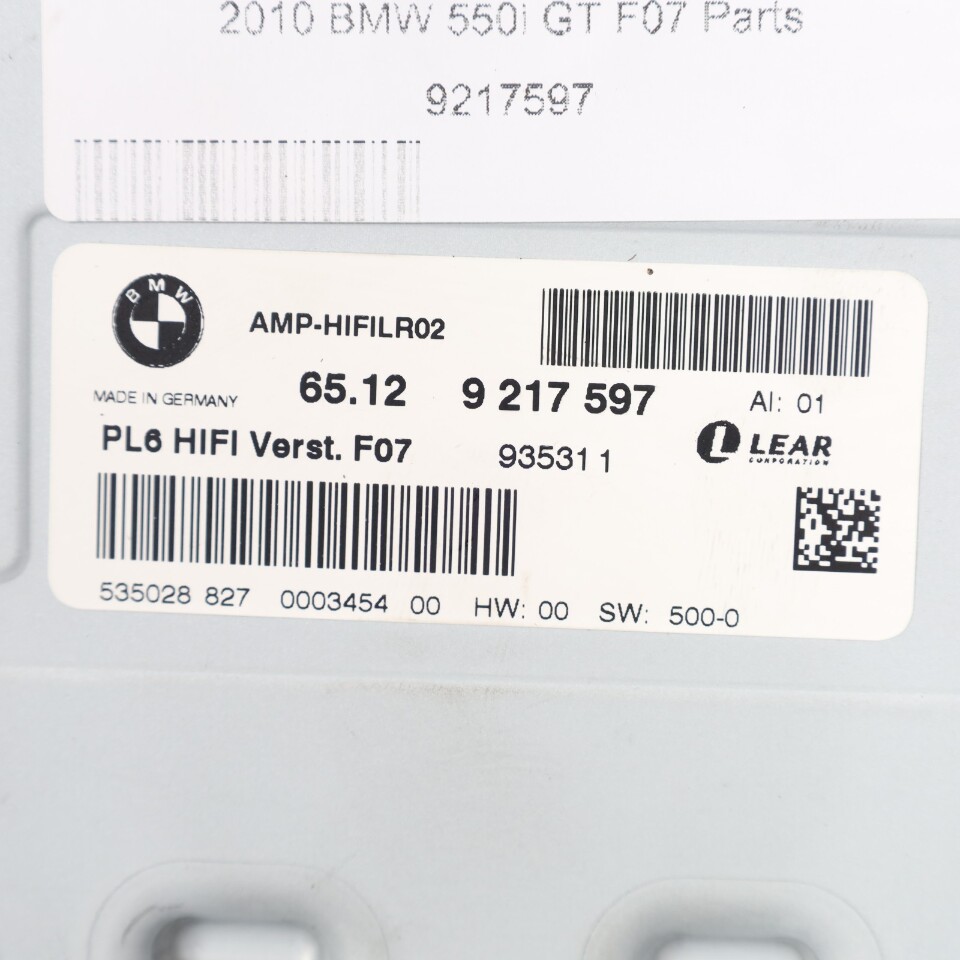 2010 BMW 550i GT F07 Parts
9217597
BMW
AMP-HIFILR02
MADE IN GERMANY
65.12 9 217 597
AI: 01
PL6 HIFI Verst. F07
935311
LEAR
CORPORATION
535028 827 0003454 00 HW: 00 SW: 500-0